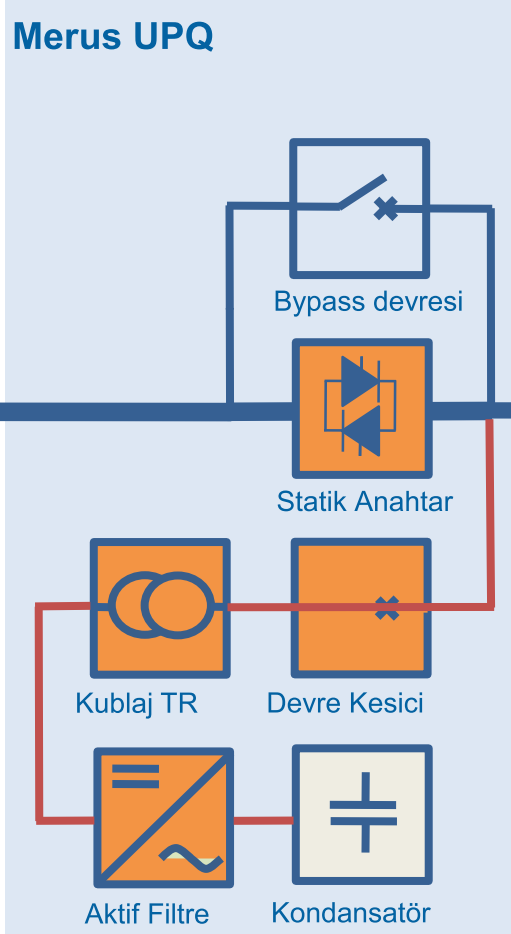 Merus UPQ
Bypass devresi
Statik Anahtar
Kublaj TR
Devre Kesici
Aktif Filtre
Kondansatör